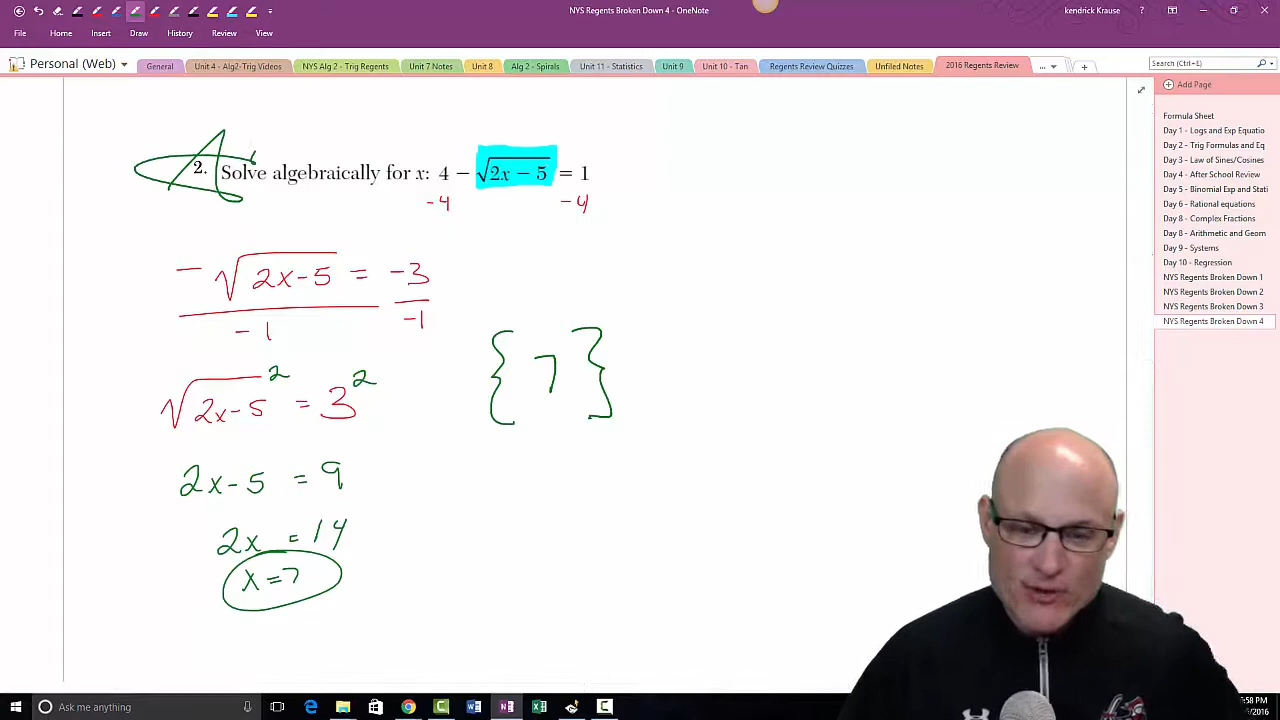 NYS Regents Broken Down 4 - OneNote
kendrick Krause
?
File Home Insert Draw History Review View
Personal (Web)
General Unit 4 - Alg2-Trig Videos NYS Alg 2 - Trig Regents Unit 7 Notes Unit 8 Alg 2 - Spirals Unit 11 - Statistics Unit 9 Unit 10 - Tan Regents Review Quizzes Unfiled Notes 2016 Regents Review ... +
Search (Ctrl+E)
Add Page
Formula Sheet
Day 1 - Logs and Exp Equatio
Day 2 - Trig Formulas and Eq
Day 3 - Law of Sines/Cosines
Day 4 - After School Review
Day 5 - Binomial Exp and Stati
Day 6 - Rational equations
Day 8 - Complex Fractions
Day 8 - Arithmetic and Geom
Day 9 - Systems
Day 10 - Regression
NYS Regents Broken Down 1
NYS Regents Broken Down 2
NYS Regents Broken Down 3
NYS Regents Broken Down 4
2. Solve algebraically for x: 4 − √(2x − 5) = 1
-4 -4
- √(2x-5) = -3
-1 -1
√(2x-5)² = 3²
2x-5 = 9
2x = 14
x=7
{7}
Ask me anything
:58 PM
/2016